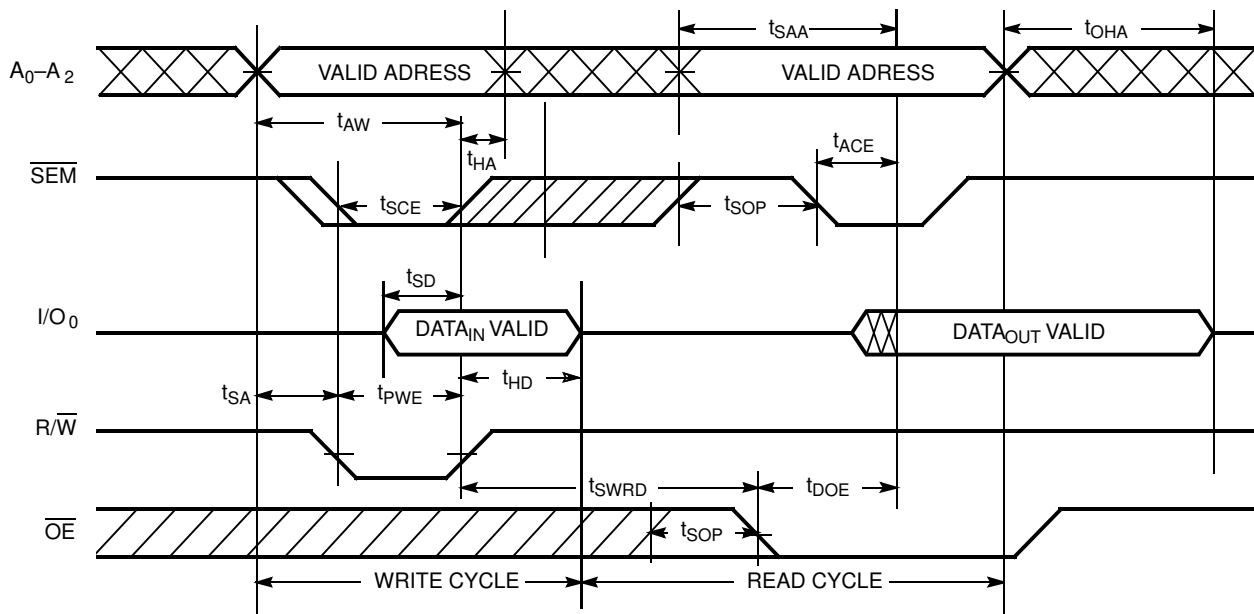 tSAA
tOHA
A0–A2
VALID ADRESS
VALID ADRESS
tAW
tHA
tACE
SEM
tSCE
tSOP
tSD
I/O0
DATAIN VALID
DATAOUT VALID
tSA
tPWE
tHD
R/W
tSWRD
tDOE
OE
tSOP
WRITE CYCLE
READ CYCLE